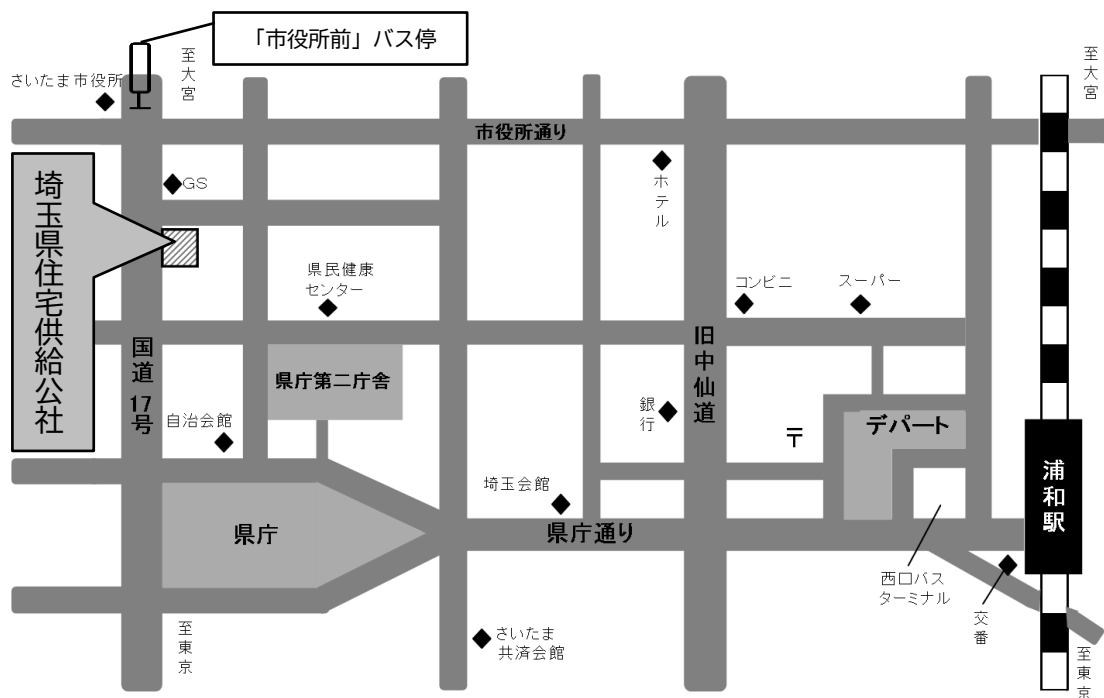 「市役所前」バス停
至大宮
至大宮
さいたま市役所
市役所通り
GS
ホテル
埼玉県住宅供給公社
県民健康
センター
コンビニ
スーパー
国道17号
旧中仙道
県庁第二庁舎
自治会館
銀行
〒
デパート
浦和駅
埼玉会館
県庁
県庁通り
西口バス
ターミナル
交番
至東京
さいたま
共済会館
至東京